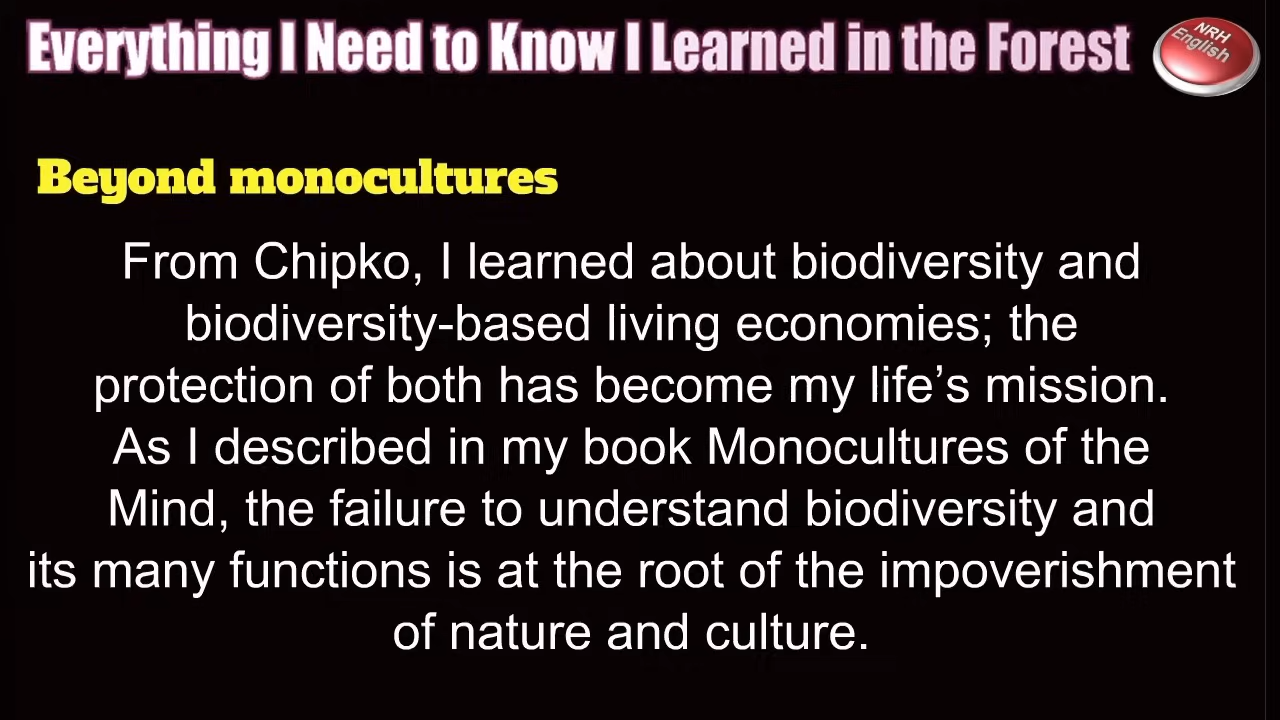 Everything I Need to Know I Learned in the Forest
NRH
English
Beyond monocultures
From Chipko, I learned about biodiversity and
biodiversity-based living economies; the
protection of both has become my life’s mission.
As I described in my book Monocultures of the
Mind, the failure to understand biodiversity and
its many functions is at the root of the impoverishment
of nature and culture.